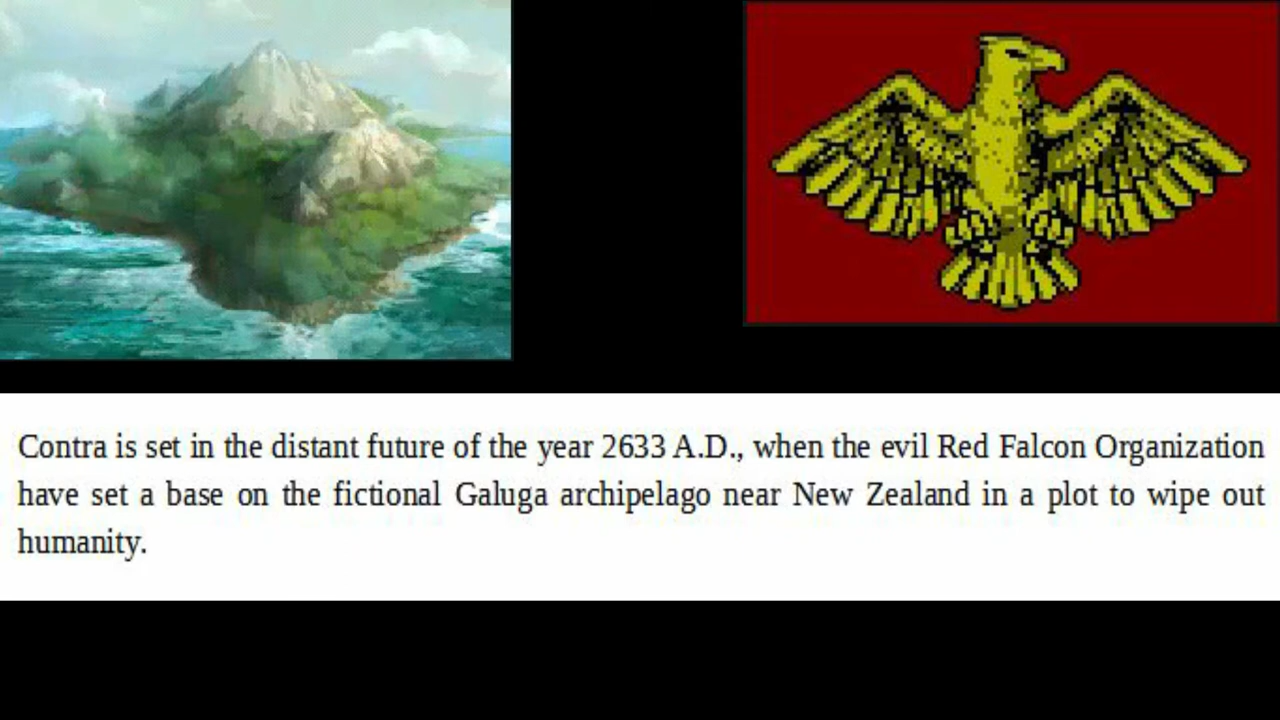 Contra is set in the distant future of the year 2633 A.D., when the evil Red Falcon Organization
have set a base on the fictional Galuga archipelago near New Zealand in a plot to wipe out
humanity.